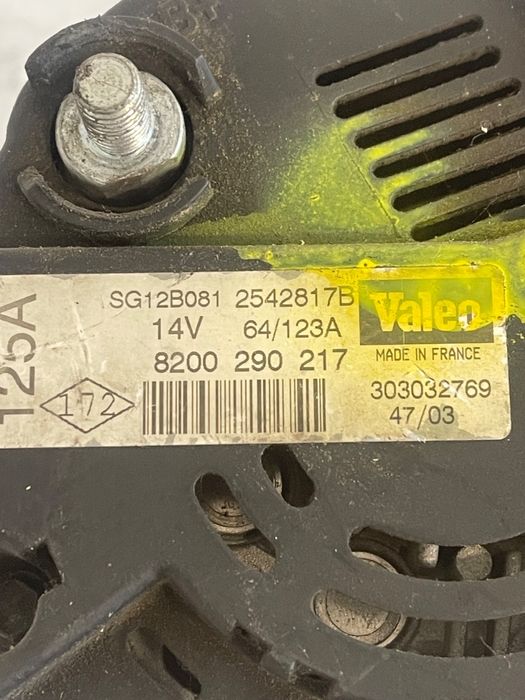 B+
125A
SG12B081 2542817B
Valeo
14V 64/123A
MADE IN FRANCE
8200 290 217
172
303032769
47/03